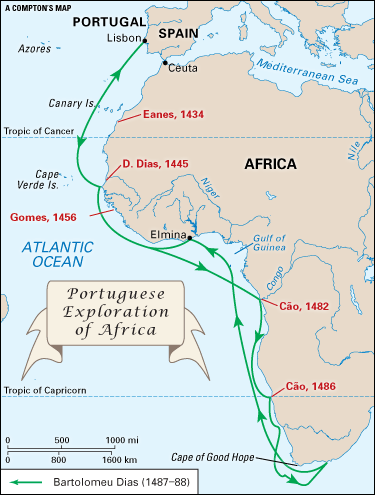 A COMPTON'S MAP
PORTUGAL
SPAIN
Lisbon
Azores
Ceuta
Mediterranean Sea
Canary Is.
Eanes, 1434
Tropic of Cancer
Nile
D. Dias, 1445
AFRICA
Cape
Verde Is.
Niger
Gomes, 1456
Elmina
Gulf of
Guinea
ATLANTIC
OCEAN
Congo
Portuguese
Exploration
of Africa
Cão, 1482
Cão, 1486
Tropic of Capricorn
0 500 1000 mi
0 800 1600 km
Cape of Good Hope
Bartolomeu Dias (1487–88)